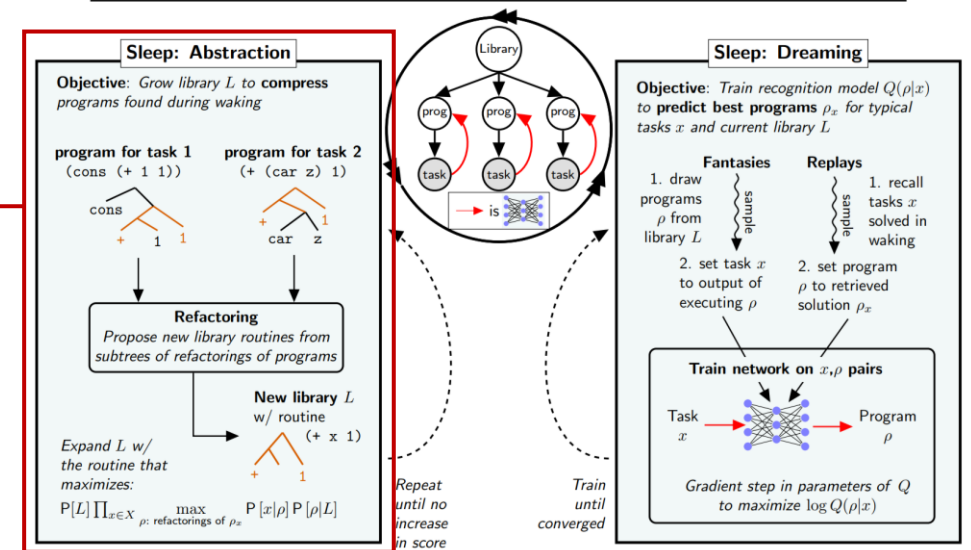 Sleep: Abstraction
Objective: Grow library L to compress
programs found during waking
program for task 1
(cons (+ 1 1))
program for task 2
(+ (car z) 1)
cons
+
1
1
+
1
car
z
Refactoring
Propose new library routines from
subtrees of refactorings of programs
New library L
w/ routine
(+ x 1)
+
1
Expand L w/
the routine that
maximizes:
P[L] ∏x∈X max P[x|ρ] P[ρ|L]
ρ: refactorings of ρx
Library
prog
prog
prog
task
task
task
is
Repeat
until no
increase
in score
Train
until
converged
Sleep: Dreaming
Objective: Train recognition model Q(ρ|x)
to predict best programs ρx for typical
tasks x and current library L
Fantasies
1. draw
programs
ρ from
library L
sample
2. set task x
to output of
executing ρ
Replays
sample
1. recall
tasks x
solved in
waking
2. set program
ρ to retrieved
solution ρx
Train network on x,ρ pairs
Task
x
Program
ρ
Gradient step in parameters of Q
to maximize log Q(ρ|x)